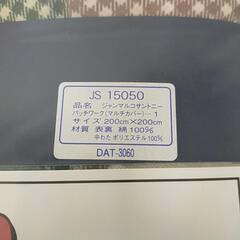 JS 15050
品名 ジャンマルコサントニー
パッチワーク(マルチカバー)…1
サイズ 200cm×200cm
材質 表裏 綿100%
中わた ポリエステル100%
DAT-3060